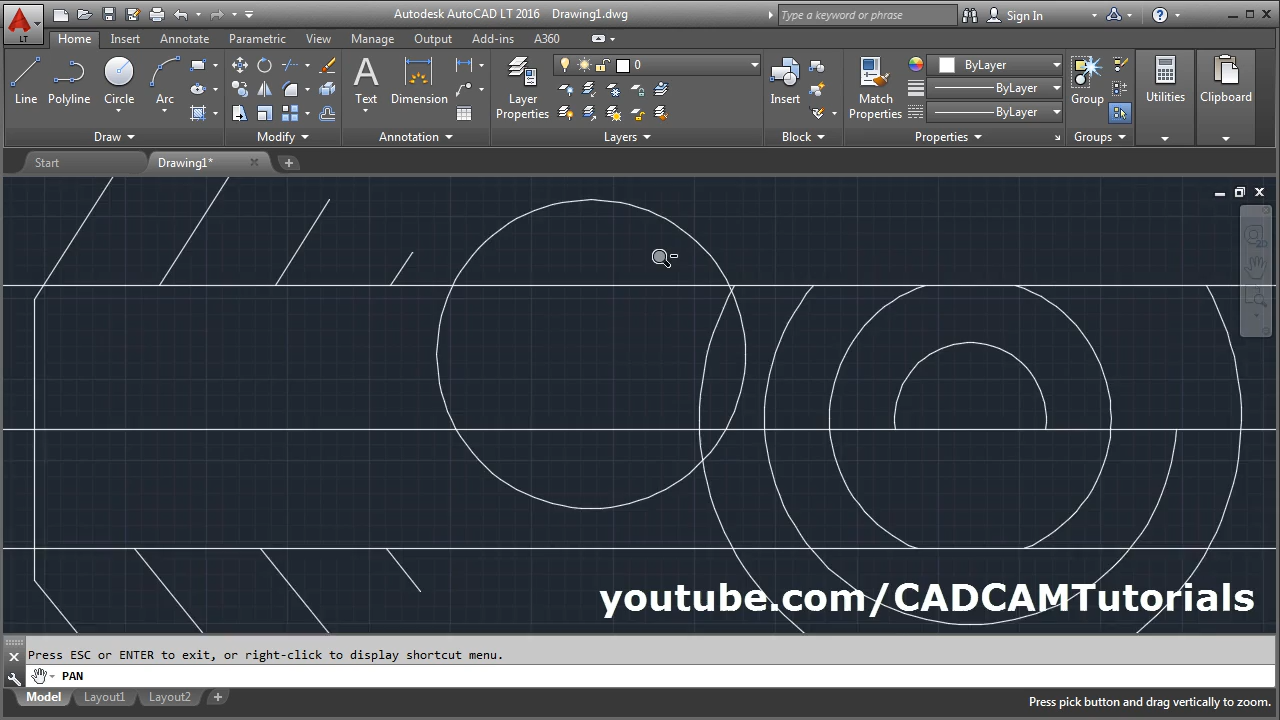 Autodesk AutoCAD LT 2016 Drawing1.dwg
Type a keyword or phrase
Sign In
LT
Home Insert Annotate Parametric View Manage Output Add-ins A360
Line Polyline Circle Arc Text Dimension
Layer
Properties
0
Insert
Match
Properties
ByLayer
ByLayer
ByLayer
Group Utilities Clipboard
Draw Modify Annotation Layers Block Properties Groups
Start Drawing1*
youtube.com/CADCAMTutorials
Press ESC or ENTER to exit, or right-click to display shortcut menu.
PAN
Model Layout1 Layout2
Press pick button and drag vertically to zoom.